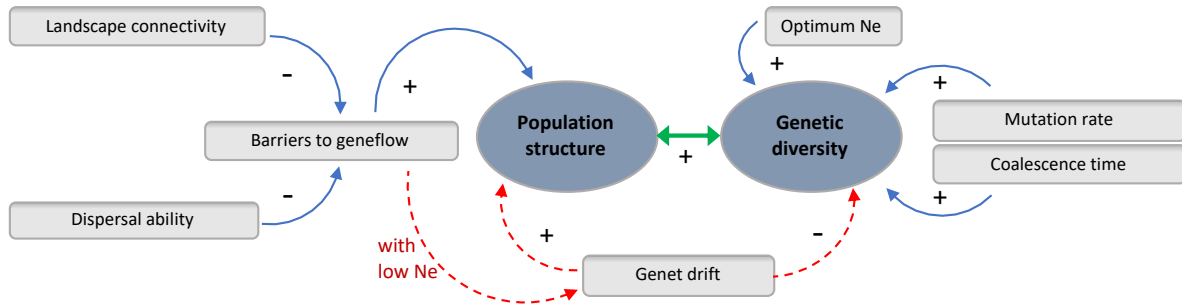 Landscape connectivity
-
+
Optimum Ne
+
+
Barriers to geneflow
Population
structure
+
Genetic
diversity
Mutation rate
Coalescence time
-
+
Dispersal ability
with
low Ne
+
-
Genet drift